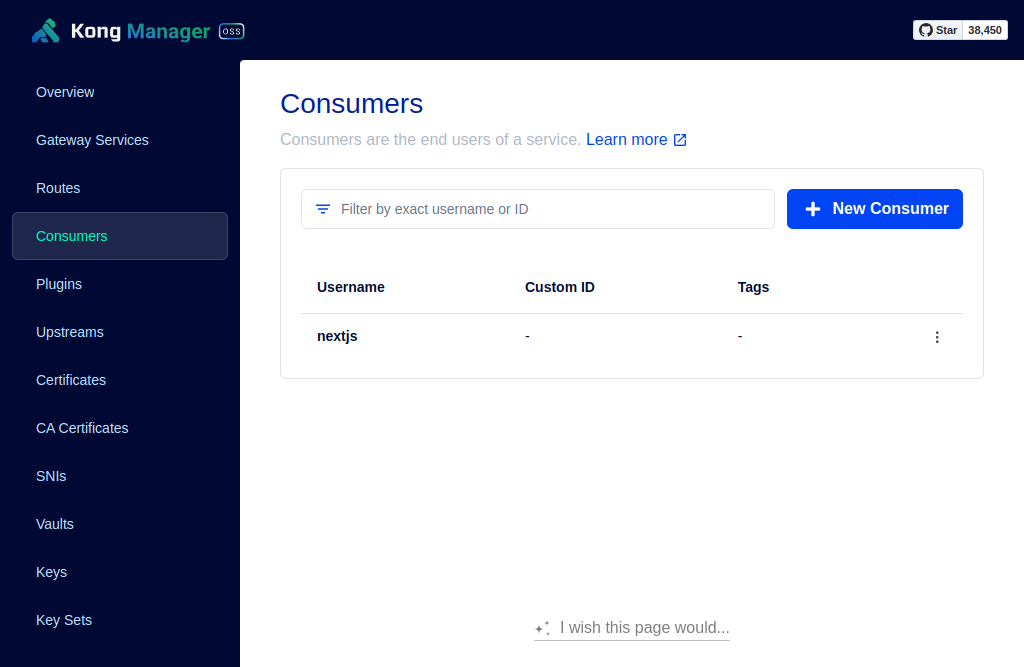 Kong Manager OSS
Star 38,450
Overview
Gateway Services
Routes
Consumers
Plugins
Upstreams
Certificates
CA Certificates
SNIs
Vaults
Keys
Key Sets
Consumers
Consumers are the end users of a service. Learn more
Filter by exact username or ID
New Consumer
Username Custom ID Tags
nextjs - -
I wish this page would...